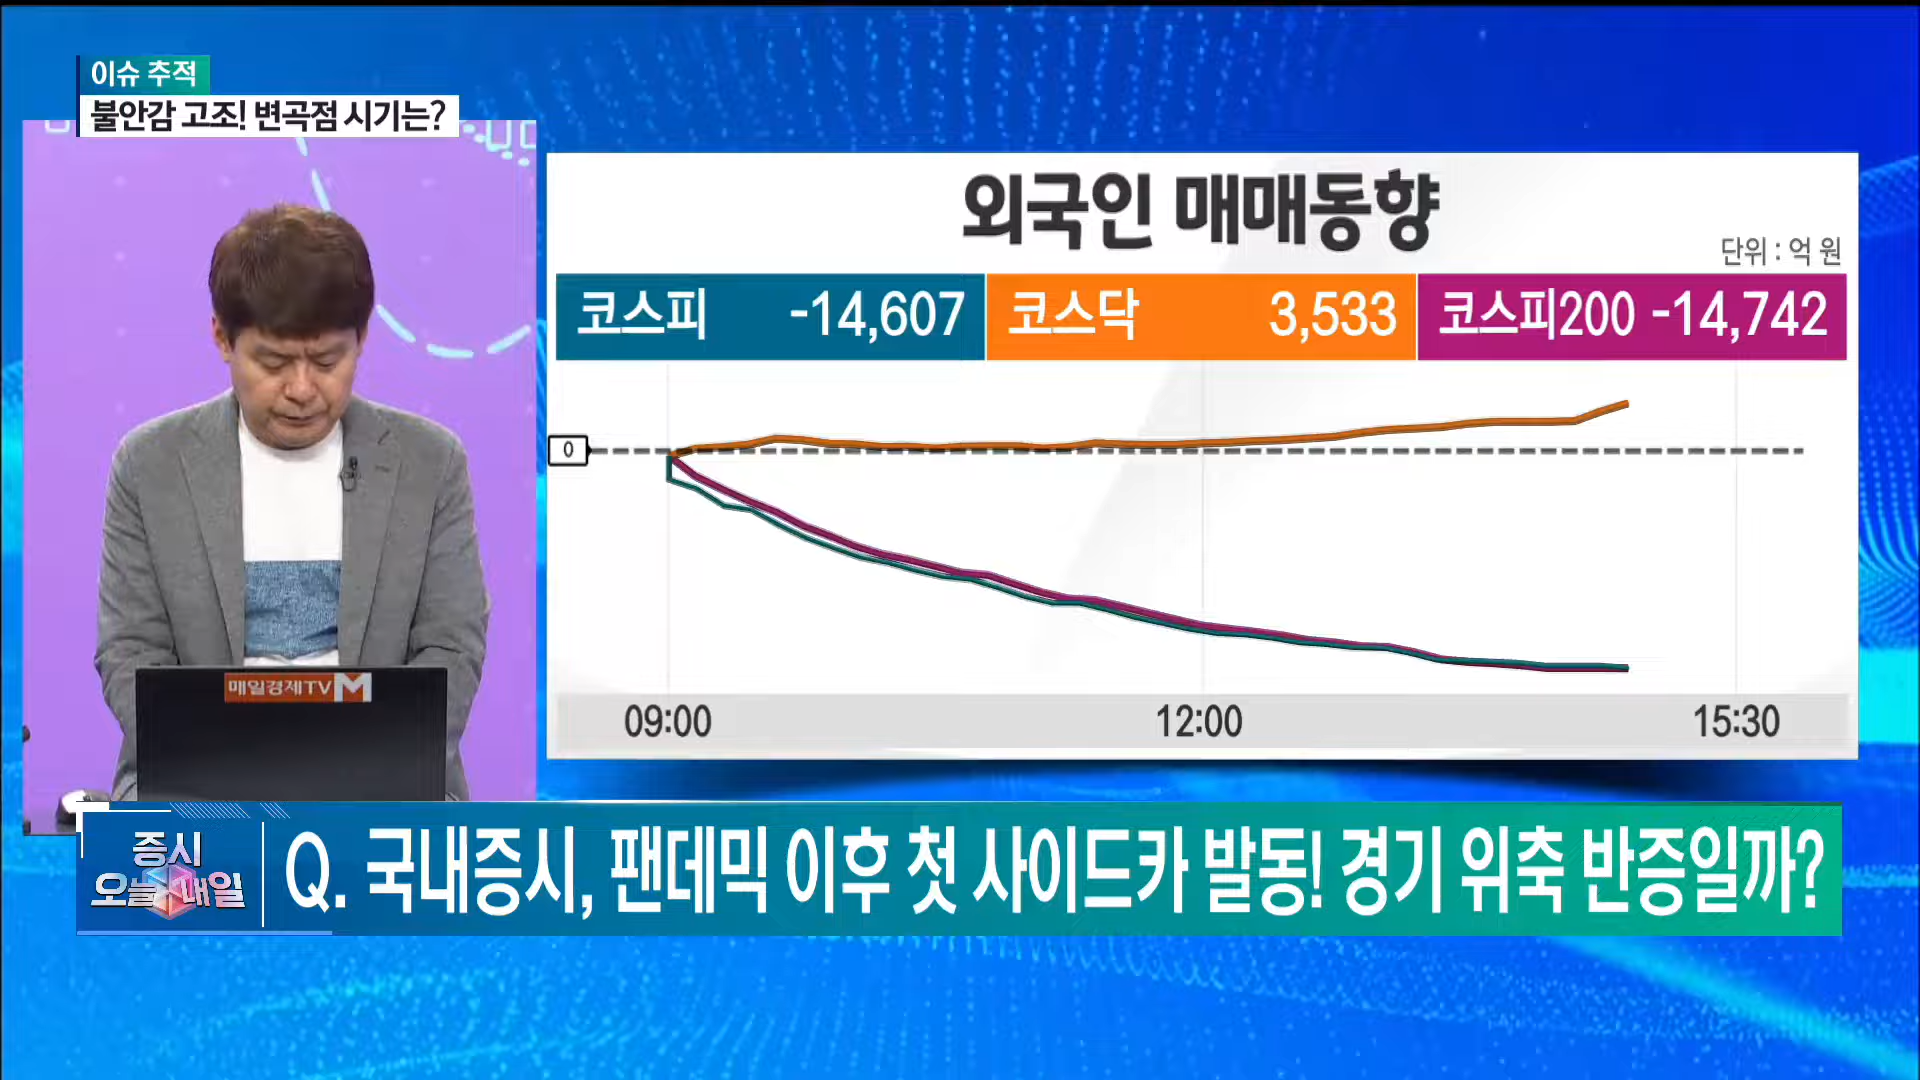 이슈 추적
불안감 고조! 변곡점 시기는?
외국인 매매동향
단위 : 억 원
코스피 -14,607 코스닥 3,533 코스피200 -14,742
0
09:00 12:00 15:30
매일경제TV M
증시
오늘 매일
Q. 국내증시, 팬데믹 이후 첫 사이드카 발동! 경기 위축 반증일까?